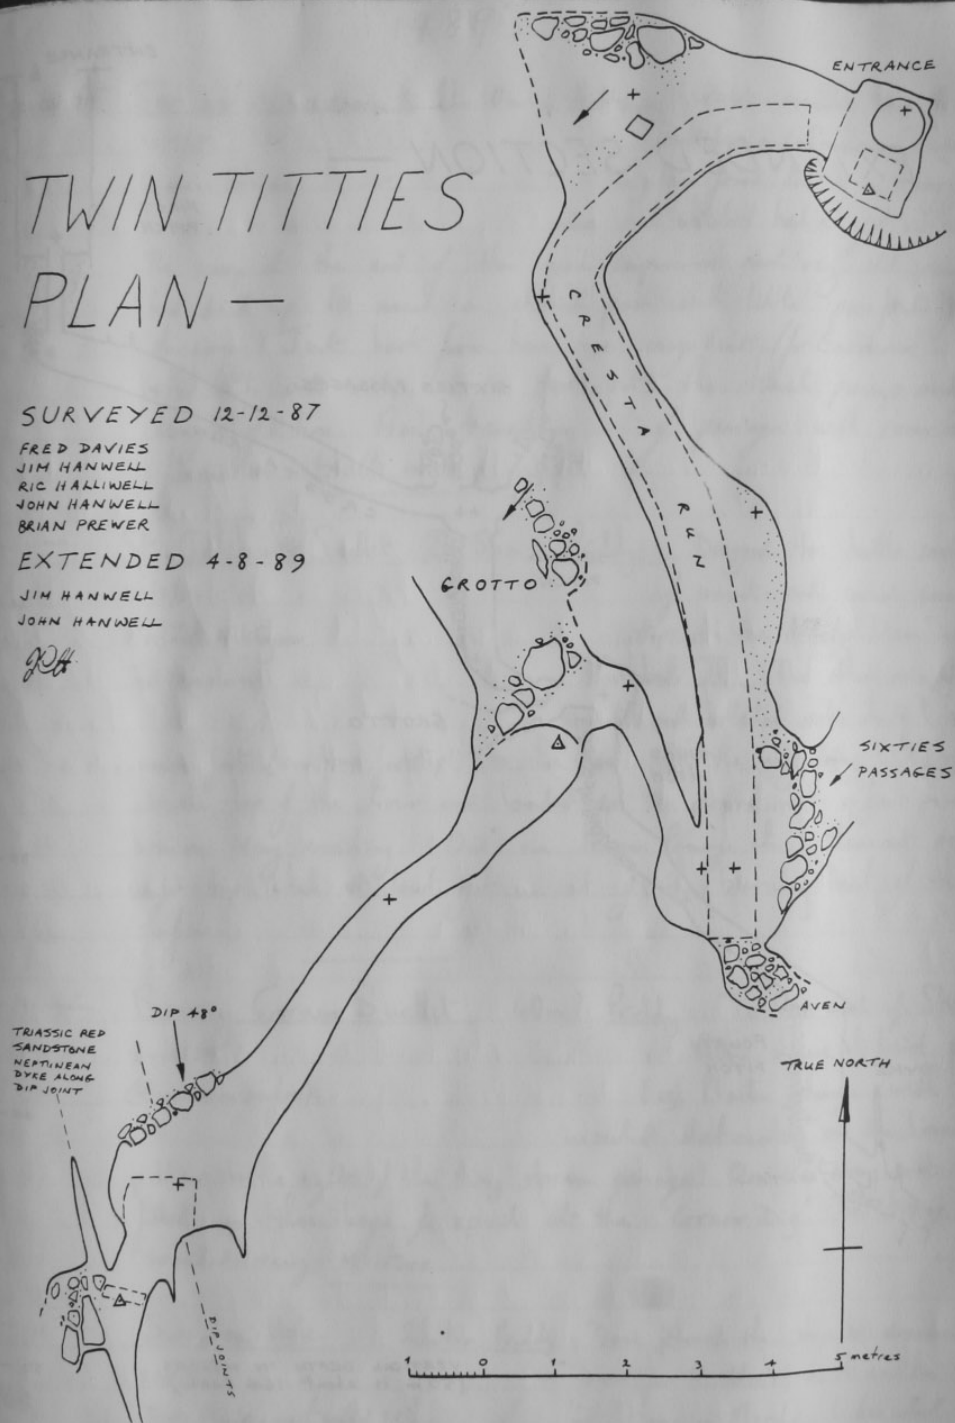 TWIN TITTIES
PLAN —
SURVEYED 12-12-87
FRED DAVIES
JIM HANWELL
RIC HALLIWELL
JOHN HANWELL
BRIAN PREWER
EXTENDED 4-8-89
JIM HANWELL
JOHN HANWELL
JDH
ENTRANCE
CRESTA RUN
GROTTO
SIXTIES
PASSAGES
AVEN
DIP 48°
TRIASSIC RED
SANDSTONE
NEPTUNEAN
DYKE ALONG
DIP JOINT
DIP JOINTS
TRUE NORTH
1 0 1 2 3 4 5 metres